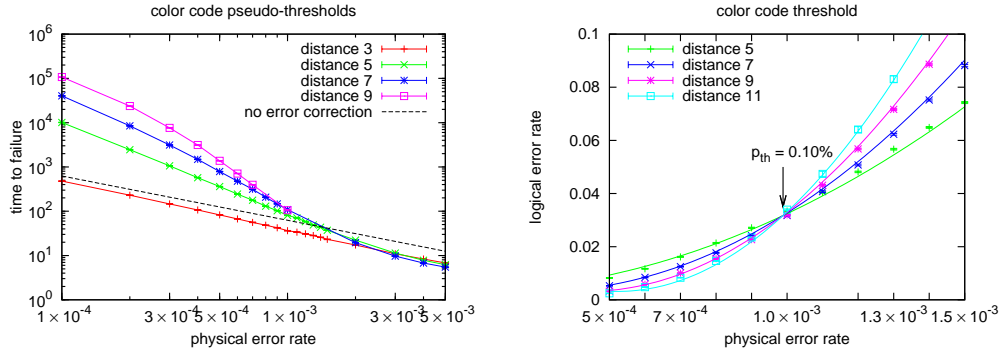 color code pseudo-thresholds
10^6
10^5
10^4
10^3
10^2
10^1
10^0
time to failure
distance 3
distance 5
distance 7
distance 9
no error correction
1×10^-4
3×10^-4
1×10^-3
3×10^-3
5×10^-3
physical error rate
color code threshold
0.1
0.08
0.06
0.04
0.02
0
logical error rate
distance 5
distance 7
distance 9
distance 11
p_th = 0.10%
5×10^-4
7×10^-4
1.0×10^-3
1.3×10^-3
1.5×10^-3
physical error rate